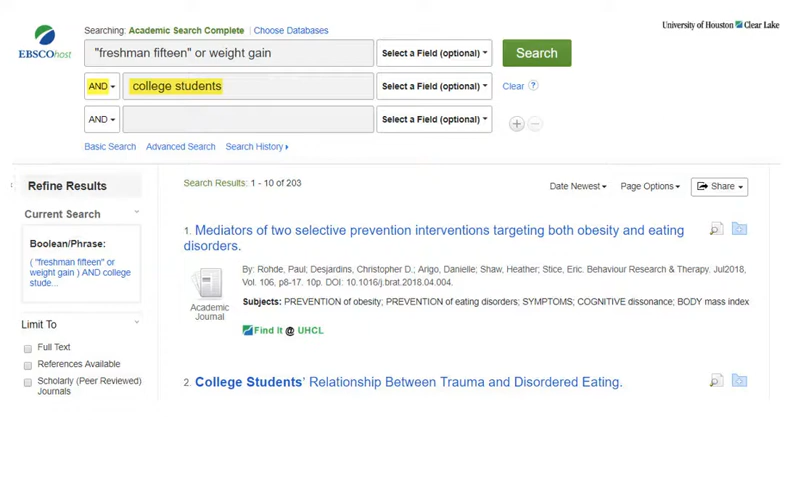 Searching: Academic Search Complete | Choose Databases
University of Houston Clear Lake
EBSCOhost
"freshman fifteen" or weight gain
Select a Field (optional)
Search
AND
college students
Select a Field (optional)
Clear ?
AND
Select a Field (optional)
Basic Search Advanced Search Search History
Refine Results
Search Results: 1 - 10 of 203
Date Newest Page Options Share
Current Search
Boolean/Phrase:
( "freshman fifteen" or
weight gain ) AND college
stude...
Limit To
Full Text
References Available
Scholarly (Peer Reviewed)
Journals
1. Mediators of two selective prevention interventions targeting both obesity and eating
disorders.
By: Rohde, Paul, Desjardins, Christopher D.; Arigo, Danielle; Shaw, Heather; Stice, Eric. Behaviour Research & Therapy. Jul2018,
Vol. 106, p8-17. 10p. DOI: 10.1016/j.brat.2018.04.004.
Academic
Journal
Subjects: PREVENTION of obesity; PREVENTION of eating disorders; SYMPTOMS; COGNITIVE dissonance; BODY mass index
Find It @ UHCL
2. College Students' Relationship Between Trauma and Disordered Eating.